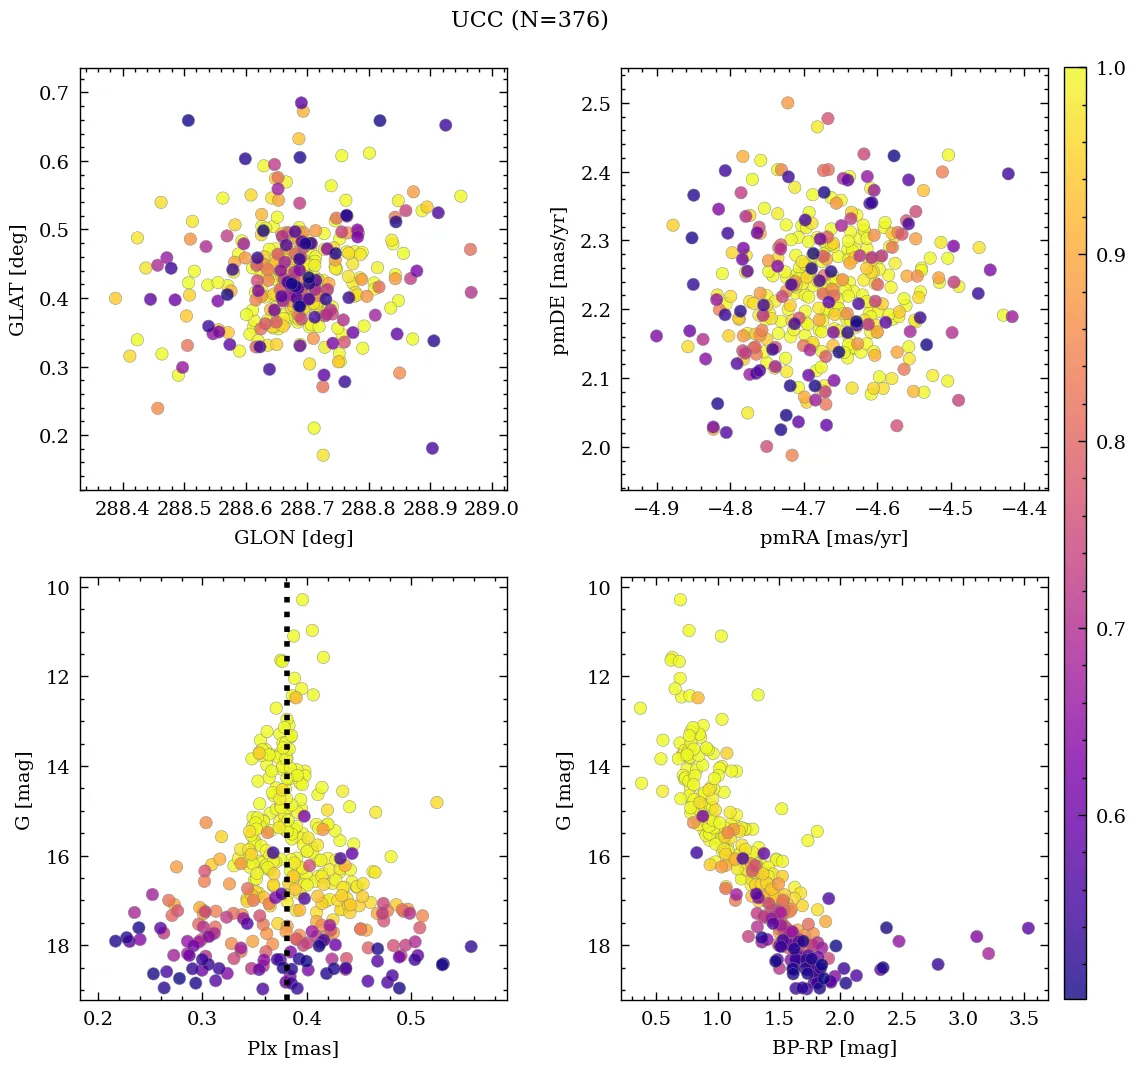 UCC (N=376)
0.7
0.6
0.5
0.4
0.3
0.2
GLAT [deg]
288.4 288.5 288.6 288.7 288.8 288.9 289.0
GLON [deg]
2.5
2.4
2.3
2.2
2.1
2.0
pmDE [mas/yr]
−4.9 −4.8 −4.7 −4.6 −4.5 −4.4
pmRA [mas/yr]
1.0
0.9
0.8
0.7
0.6
10
12
14
16
18
G [mag]
0.2 0.3 0.4 0.5
Plx [mas]
10
12
14
16
18
G [mag]
0.5 1.0 1.5 2.0 2.5 3.0 3.5
BP-RP [mag]